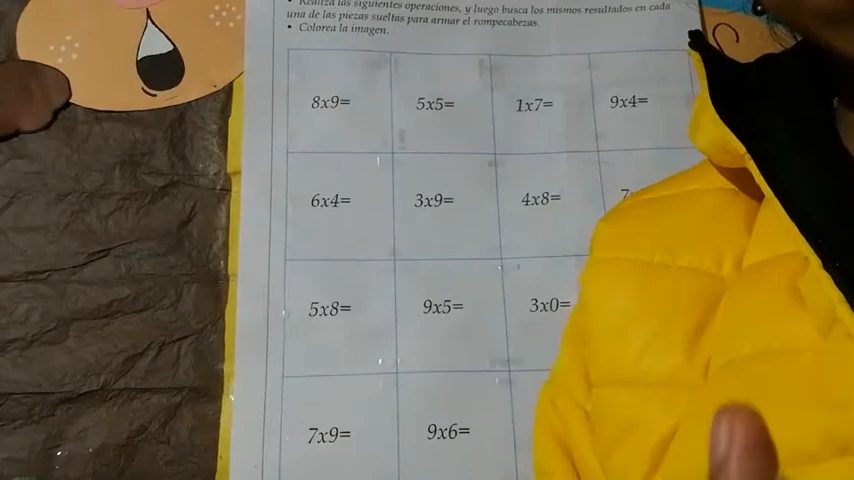 Realiza las siguientes operaciones, y luego busca los mismos resultados en cada
una de las piezas sueltas para armar el rompecabezas.
• Colorea la imagen.
8x9= 5x5= 1x7= 9x4=
6x4= 3x9= 4x8=
5x8= 9x5= 3x0=
7x9= 9x6=